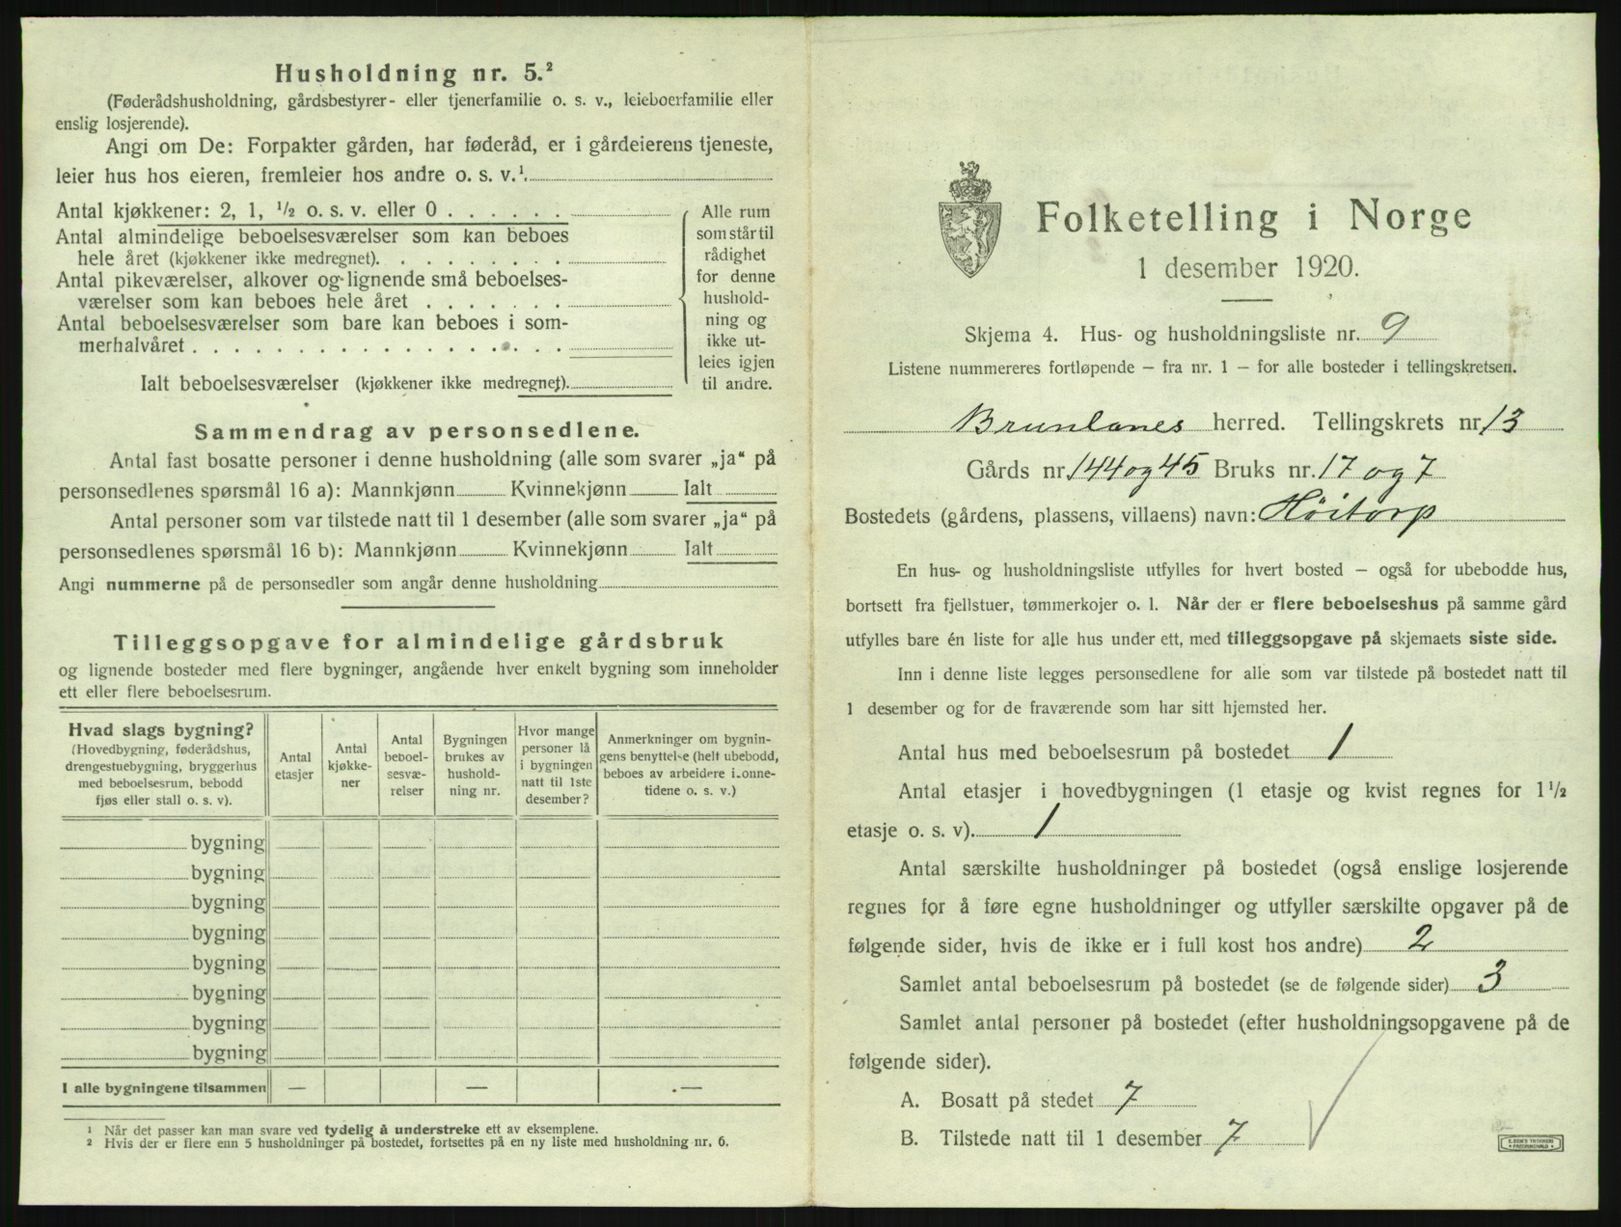 Husholdning nr. 5.²
(Føderådshusholdning, gårdsbestyrer- eller tjenerfamilie o. s. v., leieboerfamilie eller
enslig losjerende).
Angi om De: Forpakter gården, har føderåd, er i gårdeierens tjeneste,
leier hus hos eieren, fremleier hos andre o. s. v.¹
Antal kjøkkener: 2, 1, ½ o. s. v. eller 0 . . . . . .
Antal almindelige beboelsesværelser som kan beboes
hele året (kjøkkener ikke medregnet). . . . . . . . .
Antal pikeværelser, alkover og lignende små beboelses-
værelser som kan beboes hele året . . . . . . .
Antal beboelsesværelser som bare kan beboes i som-
merhalvåret . . . . . . . . . . . . . . . . . .
Ialt beboelsesværelser (kjøkkener ikke medregnet).
Alle rum
som står til
rådighet
for denne
hushold-
ning og
ikke ut-
leies igjen
til andre.
Sammendrag av personsedlene.
Antal fast bosatte personer i denne husholdning (alle som svarer „ja“ på
personsedlenes spørsmål 16 a): Mannkjønn Kvinnekjønn Ialt
Antal personer som var tilstede natt til 1 desember (alle som svarer „ja“ på
personsedlenes spørsmål 16 b): Mannkjønn Kvinnekjønn Ialt
Angi nummerne på de personsedler som angår denne husholdning
Tilleggsopgave for almindelige gårdsbruk
og lignende bosteder med flere bygninger, angående hver enkelt bygning som inneholder
ett eller flere beboelsesrum.
Hvad slags bygning?
(Hovedbygning, føderådshus,
drengestuebygning, bryggerhus
med beboelsesrum, bebodd
fjøs eller stall o. s. v.).
Antal
etasjer
Antal
kjøkke-
ner
Antal
beboel-
sesvæ-
relser
Bygningen
brukes av
hushold-
ning nr.
Hvor mange
personer lå
i bygningen
natt til 1ste
desember?
Anmerkninger om bygnin-
gens benyttelse (helt ubebodd,
beboes av arbeidere i onne-
tidene o. s. v.)
bygning
bygning
bygning
bygning
bygning
bygning
bygning
bygning
I alle bygningene tilsammen — — —
¹ Når det passer kan man svare ved tydelig å understreke ett av eksemplene.
² Hvis der er flere enn 5 husholdninger på bostedet, fortsettes på en ny liste med husholdning nr. 6.
Folketelling i Norge
1 desember 1920.
Skjema 4. Hus- og husholdningsliste nr. 9
Listene nummereres fortløpende – fra nr. 1 – for alle bosteder i tellingskretsen.
Brunlanes herred. Tellingskrets nr. 13
Gårds nr. 144 og 45 Bruks nr. 17 og 7
Bostedets (gårdens, plassens, villaens) navn: Höitorp
En hus- og husholdningsliste utfylles for hvert bosted – også for ubebodde hus,
bortsett fra fjellstuer, tømmerkojer o. l. Når der er flere beboelseshus på samme gård
utfylles bare én liste for alle hus under ett, med tilleggsopgave på skjemaets siste side.
Inn i denne liste legges personsedlene for alle som var tilstede på bostedet natt til
1 desember og for de fraværende som har sitt hjemsted her.
Antal hus med beboelsesrum på bostedet 1
Antal etasjer i hovedbygningen (1 etasje og kvist regnes for 1½
etasje o. s. v). 1
Antal særskilte husholdninger på bostedet (også enslige losjerende
regnes for å føre egne husholdninger og utfyller særskilte opgaver på de
følgende sider, hvis de ikke er i full kost hos andre) 2
Samlet antal beboelsesrum på bostedet (se de følgende sider) 3
Samlet antal personer på bostedet (efter husholdningsopgavene på de
følgende sider).
A. Bosatt på stedet 7
B. Tilstede natt til 1 desember 7